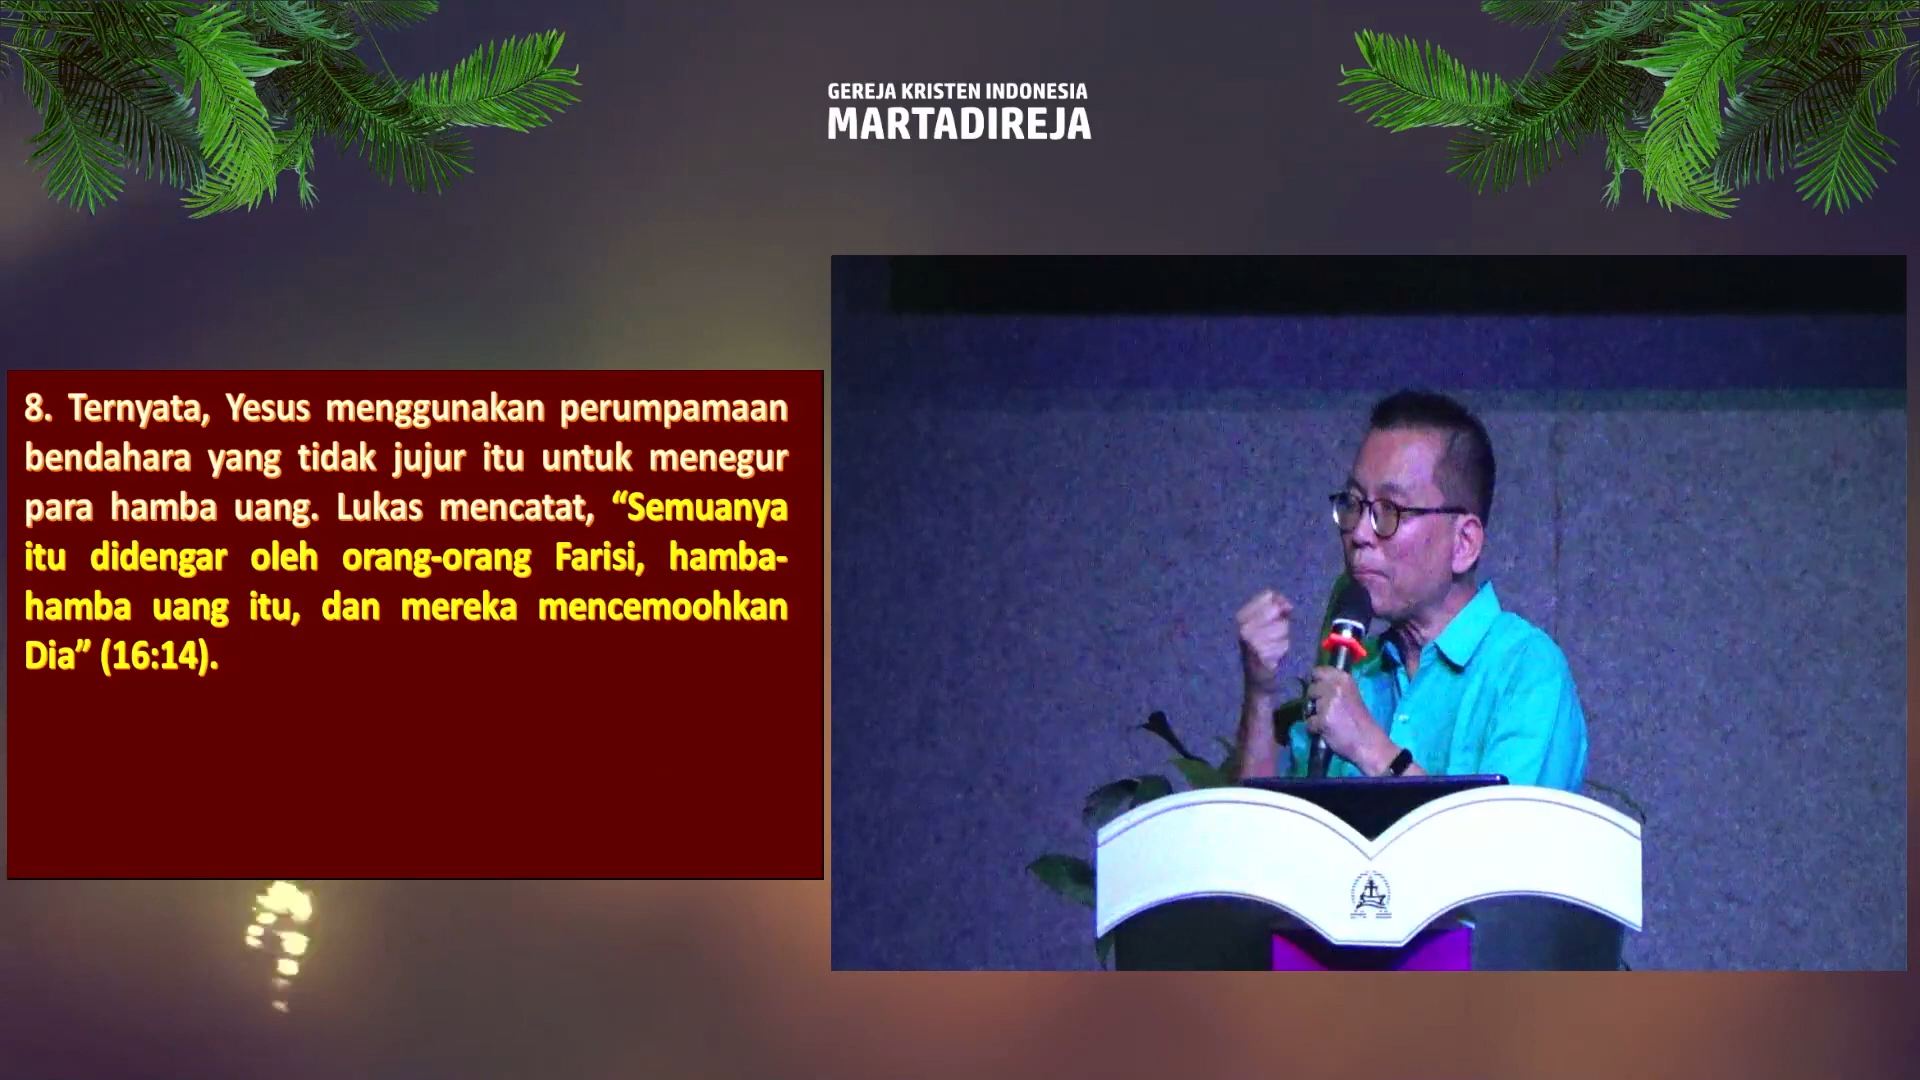 GEREJA KRISTEN INDONESIA
MARTADIREJA
8. Ternyata, Yesus menggunakan perumpamaan
bendahara yang tidak jujur itu untuk menegur
para hamba uang. Lukas mencatat, “Semuanya
itu didengar oleh orang-orang Farisi, hamba-
hamba uang itu, dan mereka mencemoohkan
Dia” (16:14).